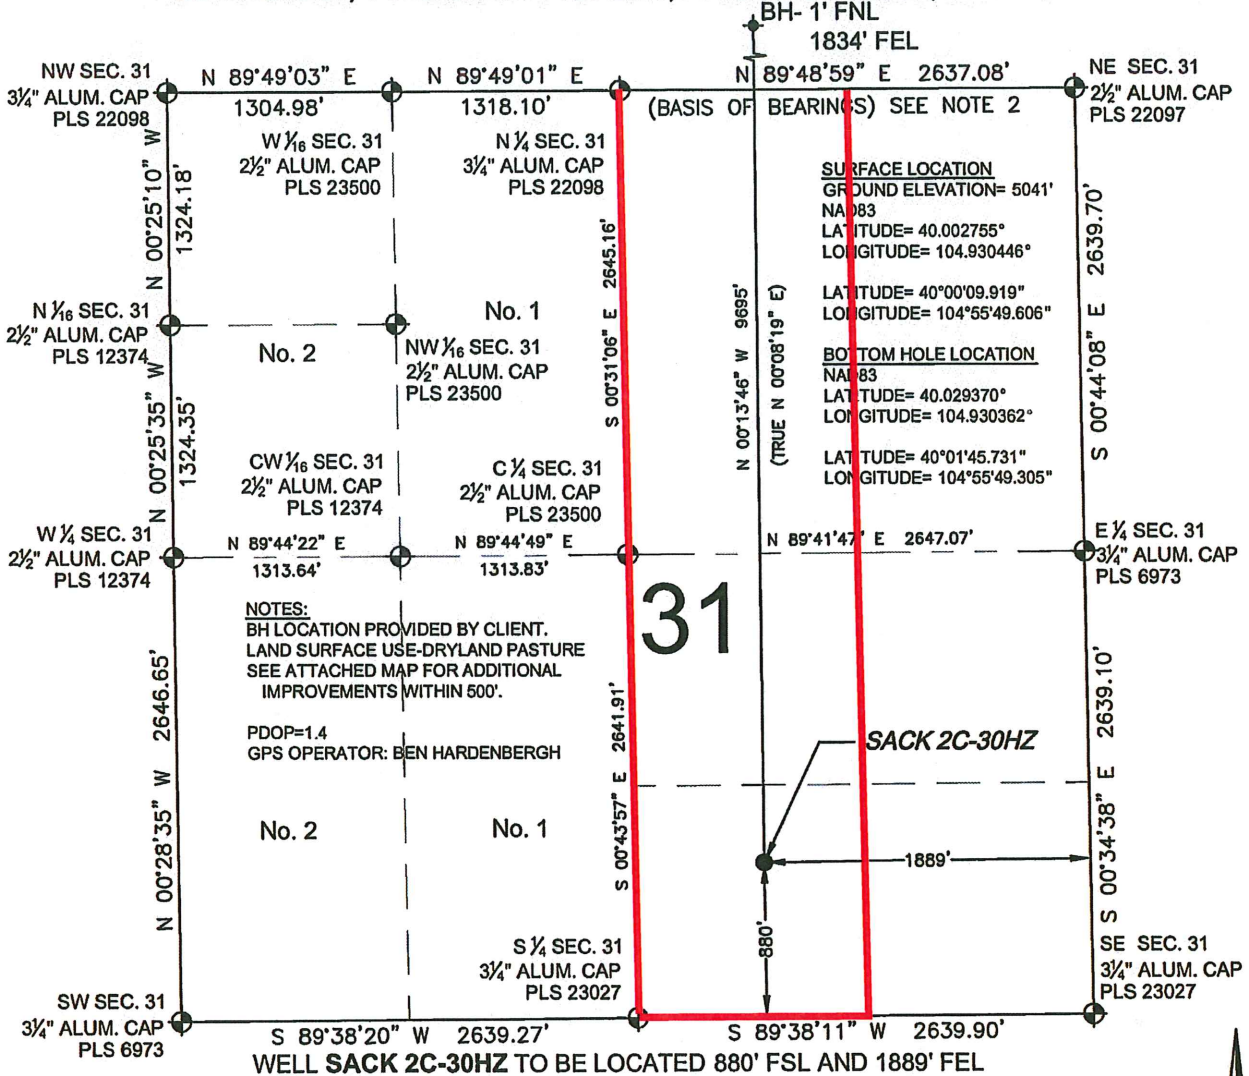 BH- 1' FNL
1834' FEL
NW SEC. 31
3¼" ALUM. CAP
PLS 22098
N 89°49'03" E
1304.98'
N 89°49'01" E
1318.10'
N 89°48'59" E 2637.08'
(BASIS OF BEARINGS) SEE NOTE 2
NE SEC. 31
2½" ALUM. CAP
PLS 22097
W 1/16 SEC. 31
2½" ALUM. CAP
PLS 23500
N ¼ SEC. 31
3¼" ALUM. CAP
PLS 22098
N 00°25'10" W
1324.18'
SURFACE LOCATION
GROUND ELEVATION= 5041'
NAD83
LATITUDE= 40.002755°
LONGITUDE= 104.930446°
LATITUDE= 40°00'09.919"
LONGITUDE= 104°55'49.606"
BOTTOM HOLE LOCATION
NAD83
LATITUDE= 40.029370°
LONGITUDE= 104.930362°
LATITUDE= 40°01'45.731"
LONGITUDE= 104°55'49.305"
S 00°31'06" E 2645.16'
N 00°13'46" W 9695'
(TRUE N 00°08'19" E)
S 00°44'08" E 2639.70'
N 1/16 SEC. 31
2½" ALUM. CAP
PLS 12374
No. 2
No. 1
NW 1/16 SEC. 31
2½" ALUM. CAP
PLS 23500
N 00°25'35" W
1324.35'
CW 1/16 SEC. 31
2½" ALUM. CAP
PLS 12374
C ¼ SEC. 31
2½" ALUM. CAP
PLS 23500
W ¼ SEC. 31
2½" ALUM. CAP
PLS 12374
N 89°44'22" E
1313.64'
N 89°44'49" E
1313.83'
N 89°41'47" E 2647.07'
E ¼ SEC. 31
3¼" ALUM. CAP
PLS 6973
31
NOTES:
BH LOCATION PROVIDED BY CLIENT.
LAND SURFACE USE-DRYLAND PASTURE
SEE ATTACHED MAP FOR ADDITIONAL
IMPROVEMENTS WITHIN 500'.
PDOP=1.4
GPS OPERATOR: BEN HARDENBERGH
N 00°28'35" W 2646.65'
S 00°43'57" E 2641.91'
SACK 2C-30HZ
S 00°34'38" E 2639.10'
No. 2
No. 1
1889'
880'
S ¼ SEC. 31
3¼" ALUM. CAP
PLS 23027
SE SEC. 31
3¼" ALUM. CAP
PLS 23027
SW SEC. 31
3¼" ALUM. CAP
PLS 6973
S 89°38'20" W 2639.27'
S 89°38'11" W 2639.90'
WELL SACK 2C-30HZ TO BE LOCATED 880' FSL AND 1889' FEL